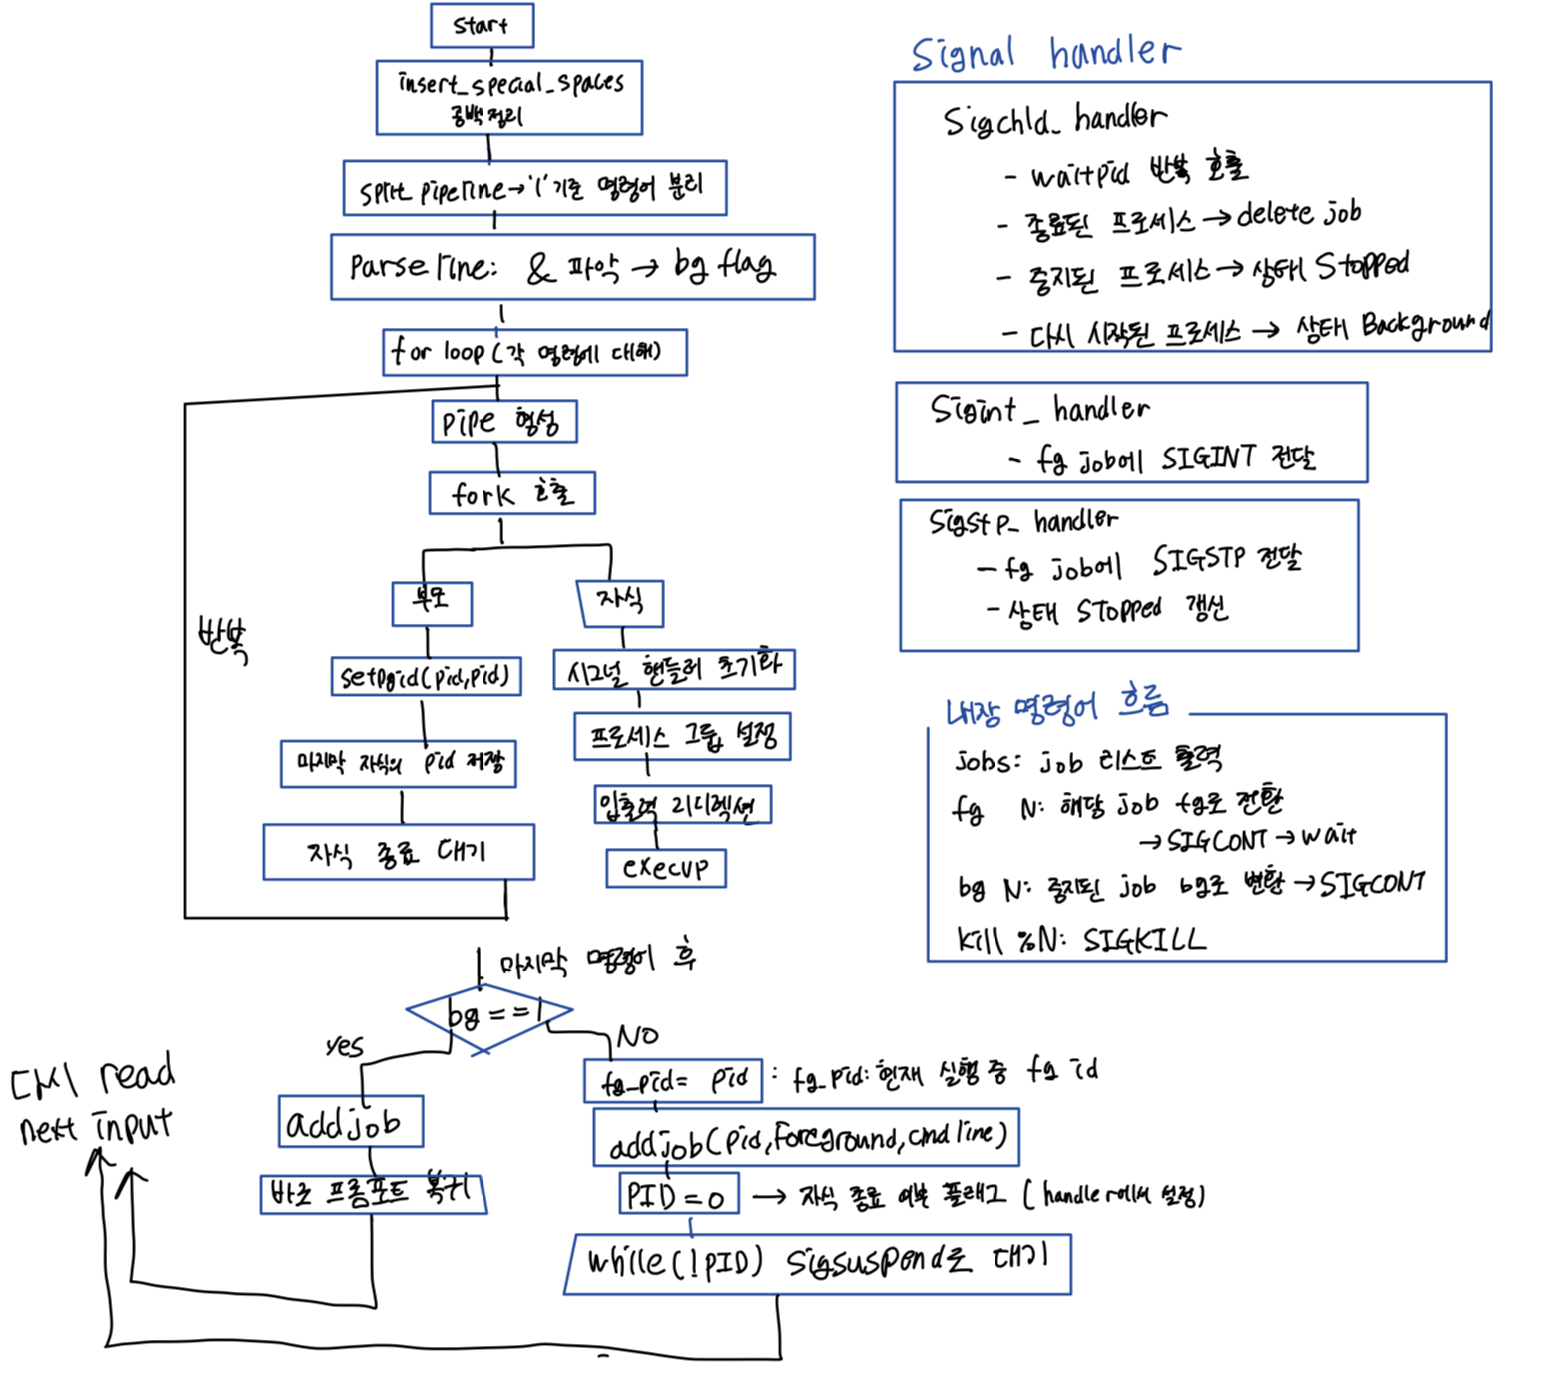 start
insert_special_spaces
공백정리
split pipeline→'|'기준 명령어 분리
Parseline: & 파악 → bg flag
for loop (각 명령에 대해)
pipe 형성
fork 호출
부모
자식
반복
setpgid(pid,pid)
마지막 자식의 pid 저장
자식 종료 대기
시그널 핸들러 초기화
프로세스 그룹 설정
입출력 리디렉션
execvp
마지막 명령어 후
bg==1
yes
NO
addjob
바로 프롬포트 복귀
다시 read
next input
fg_pid= pid : fg_pid: 현재 실행 중 fg id
addjob(pid,Foreground,cmdline)
PID=0 → 자식 종료 여부 플래그 (handler에서 설정)
while(!PID) Sigsuspend로 대기
Signal handler
Sigchld_handler
- waitpid 반복 호출
- 종료된 프로세스→delete job
- 중지된 프로세스→상태 Stopped
- 다시 시작된 프로세스→ 상태 Background
Sigint_ handler
- fg job에 SIGINT 전달
Sigstp_ handler
- fg job에 SIGSTP 전달
- 상태 Stopped 갱신
내장 명령어 흐름
jobs: job 리스트 출력
fg N: 해당 job fg로 전환
→SIGCONT→wait
bg N: 중지된 job bg로 변환→SIGCONT
kill %N: SIGKILL